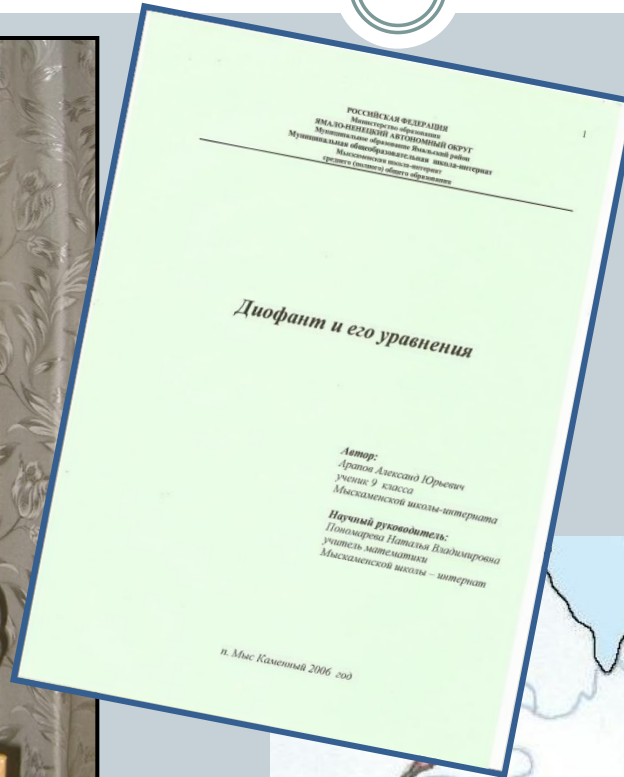 РОССИЙСКАЯ ФЕДЕРАЦИЯ
1
Министерство образования
ЯМАЛО-НЕНЕЦКИЙ АВТОНОМНЫЙ ОКРУГ
Муниципальное образование Ямальский район
Муниципальная общеобразовательная школа-интернат
Мыскаменская школа-интернат
среднего (полного) общего образования
Диофант и его уравнения
Автор:
Арапов Александ Юрьевич
ученик 9 класса
Мыскаменской школы-интерната
Научный руководитель:
Пономарева Наталья Владимировна
учитель математики
Мыскаменской школы – интернат
п. Мыс Каменный 2006 год